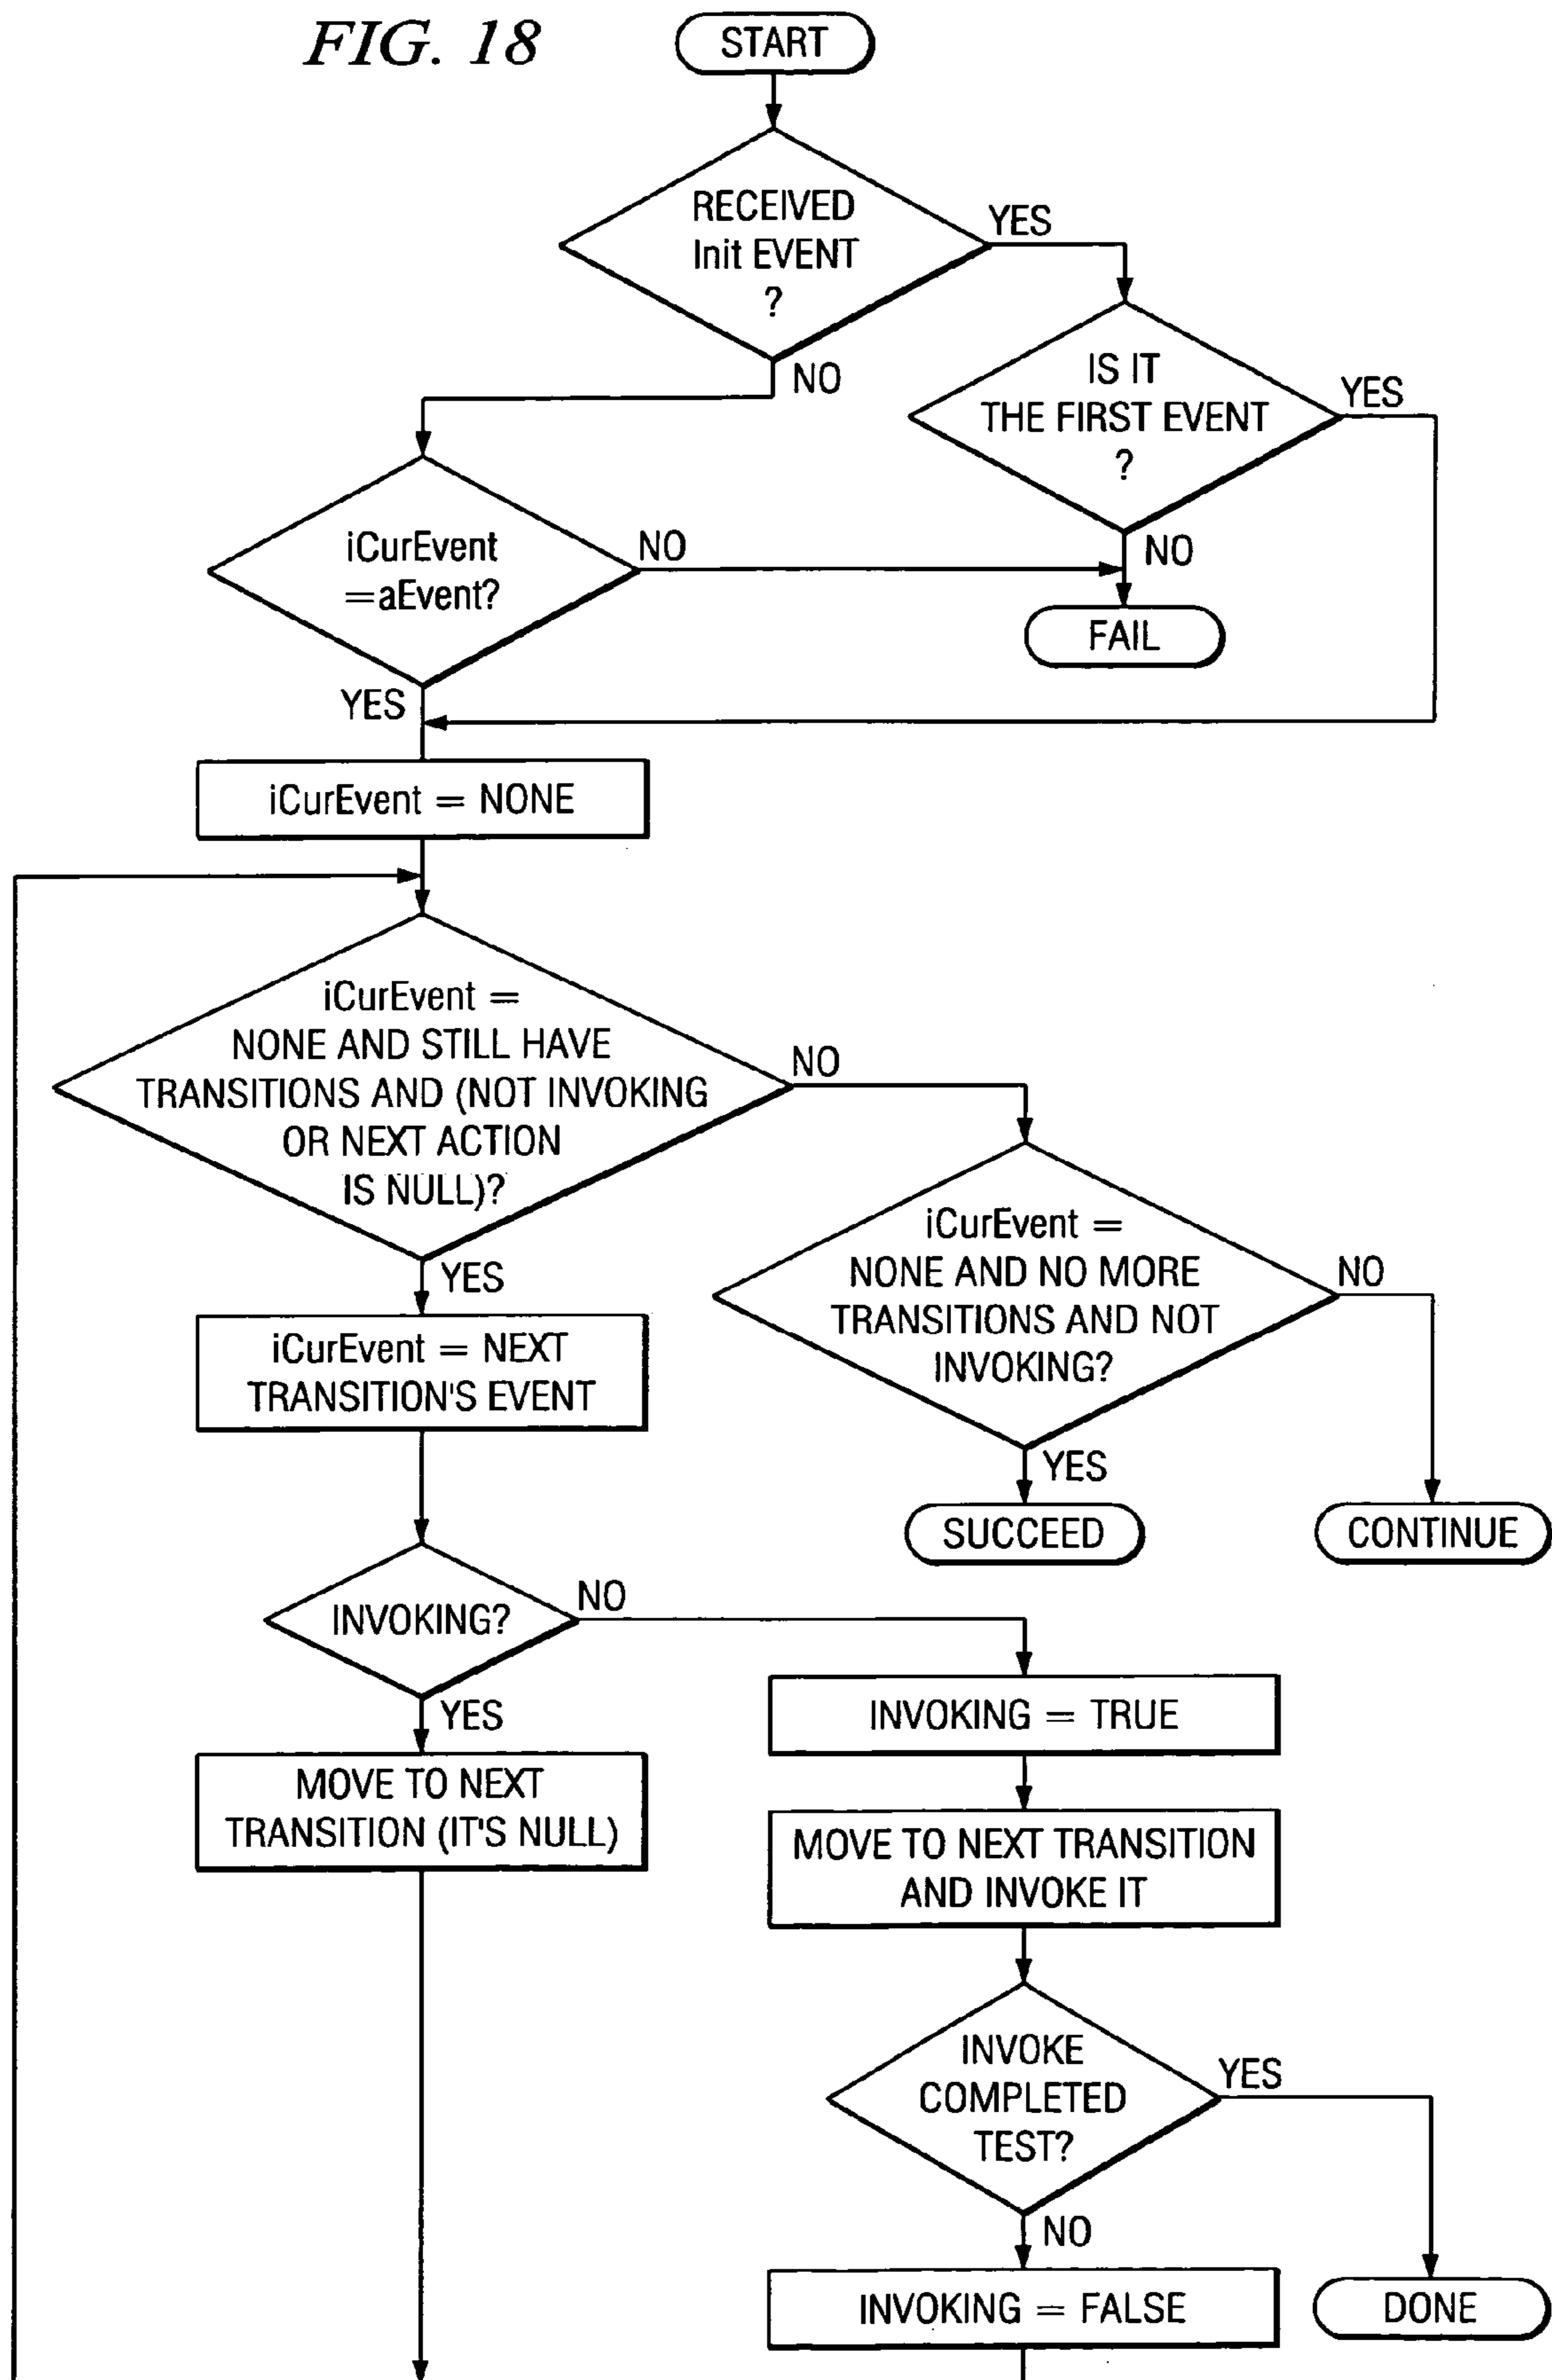 FIG. 18
START
RECEIVED
Init EVENT
?
YES
NO
IS IT
THE FIRST EVENT
?
YES
NO
iCurEvent
=aEvent?
NO
FAIL
YES
iCurEvent = NONE
iCurEvent =
NONE AND STILL HAVE
TRANSITIONS AND (NOT INVOKING
OR NEXT ACTION
IS NULL)?
NO
YES
iCurEvent =
NONE AND NO MORE
TRANSITIONS AND NOT
INVOKING?
NO
YES
iCurEvent = NEXT
TRANSITION'S EVENT
SUCCEED
CONTINUE
INVOKING?
NO
YES
INVOKING = TRUE
MOVE TO NEXT
TRANSITION (IT'S NULL)
MOVE TO NEXT TRANSITION
AND INVOKE IT
INVOKE
COMPLETED
TEST?
YES
NO
INVOKING = FALSE
DONE